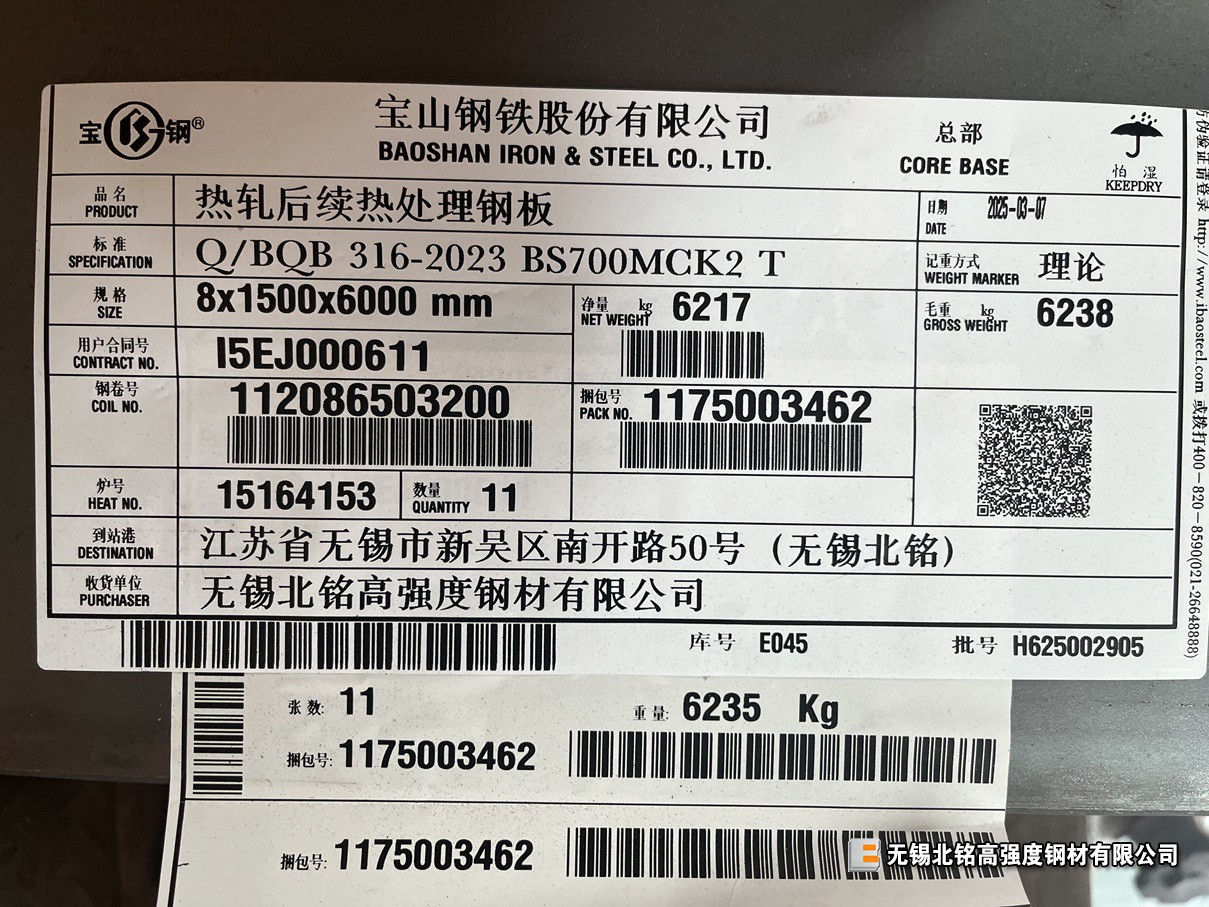 宝 钢®
宝山钢铁股份有限公司
BAOSHAN IRON & STEEL CO., LTD.
总部
CORE BASE
怕 湿
KEEPDRY
品名
PRODUCT
热轧后续热处理钢板
日期
DATE
2025-03-07
标准
SPECIFICATION
Q/BQB 316-2023 BS700MCK2 T
记重方式
WEIGHT MARKER
理论
规格
SIZE
8x1500x6000 mm
净量 kg
NET WEIGHT
6217
毛重 kg
GROSS WEIGHT
6238
用户合同号
CONTRACT NO.
I5EJ000611
钢卷号
COIL NO.
112086503200
捆包号
PACK NO.
1175003462
炉号
HEAT NO.
15164153
数量
QUANTITY
11
到站港
DESTINATION
江苏省无锡市新吴区南开路50号 (无锡北铭)
收货单位
PURCHASER
无锡北铭高强度钢材有限公司
库号 E045
批号 H625002905
防伪验证请登录 http://www.ibaosteel.com 或拨打400-820-8590(021-26648888)
张数: 11
重量: 6235 Kg
捆包号: 1175003462
捆包号: 1175003462
无锡北铭高强度钢材有限公司